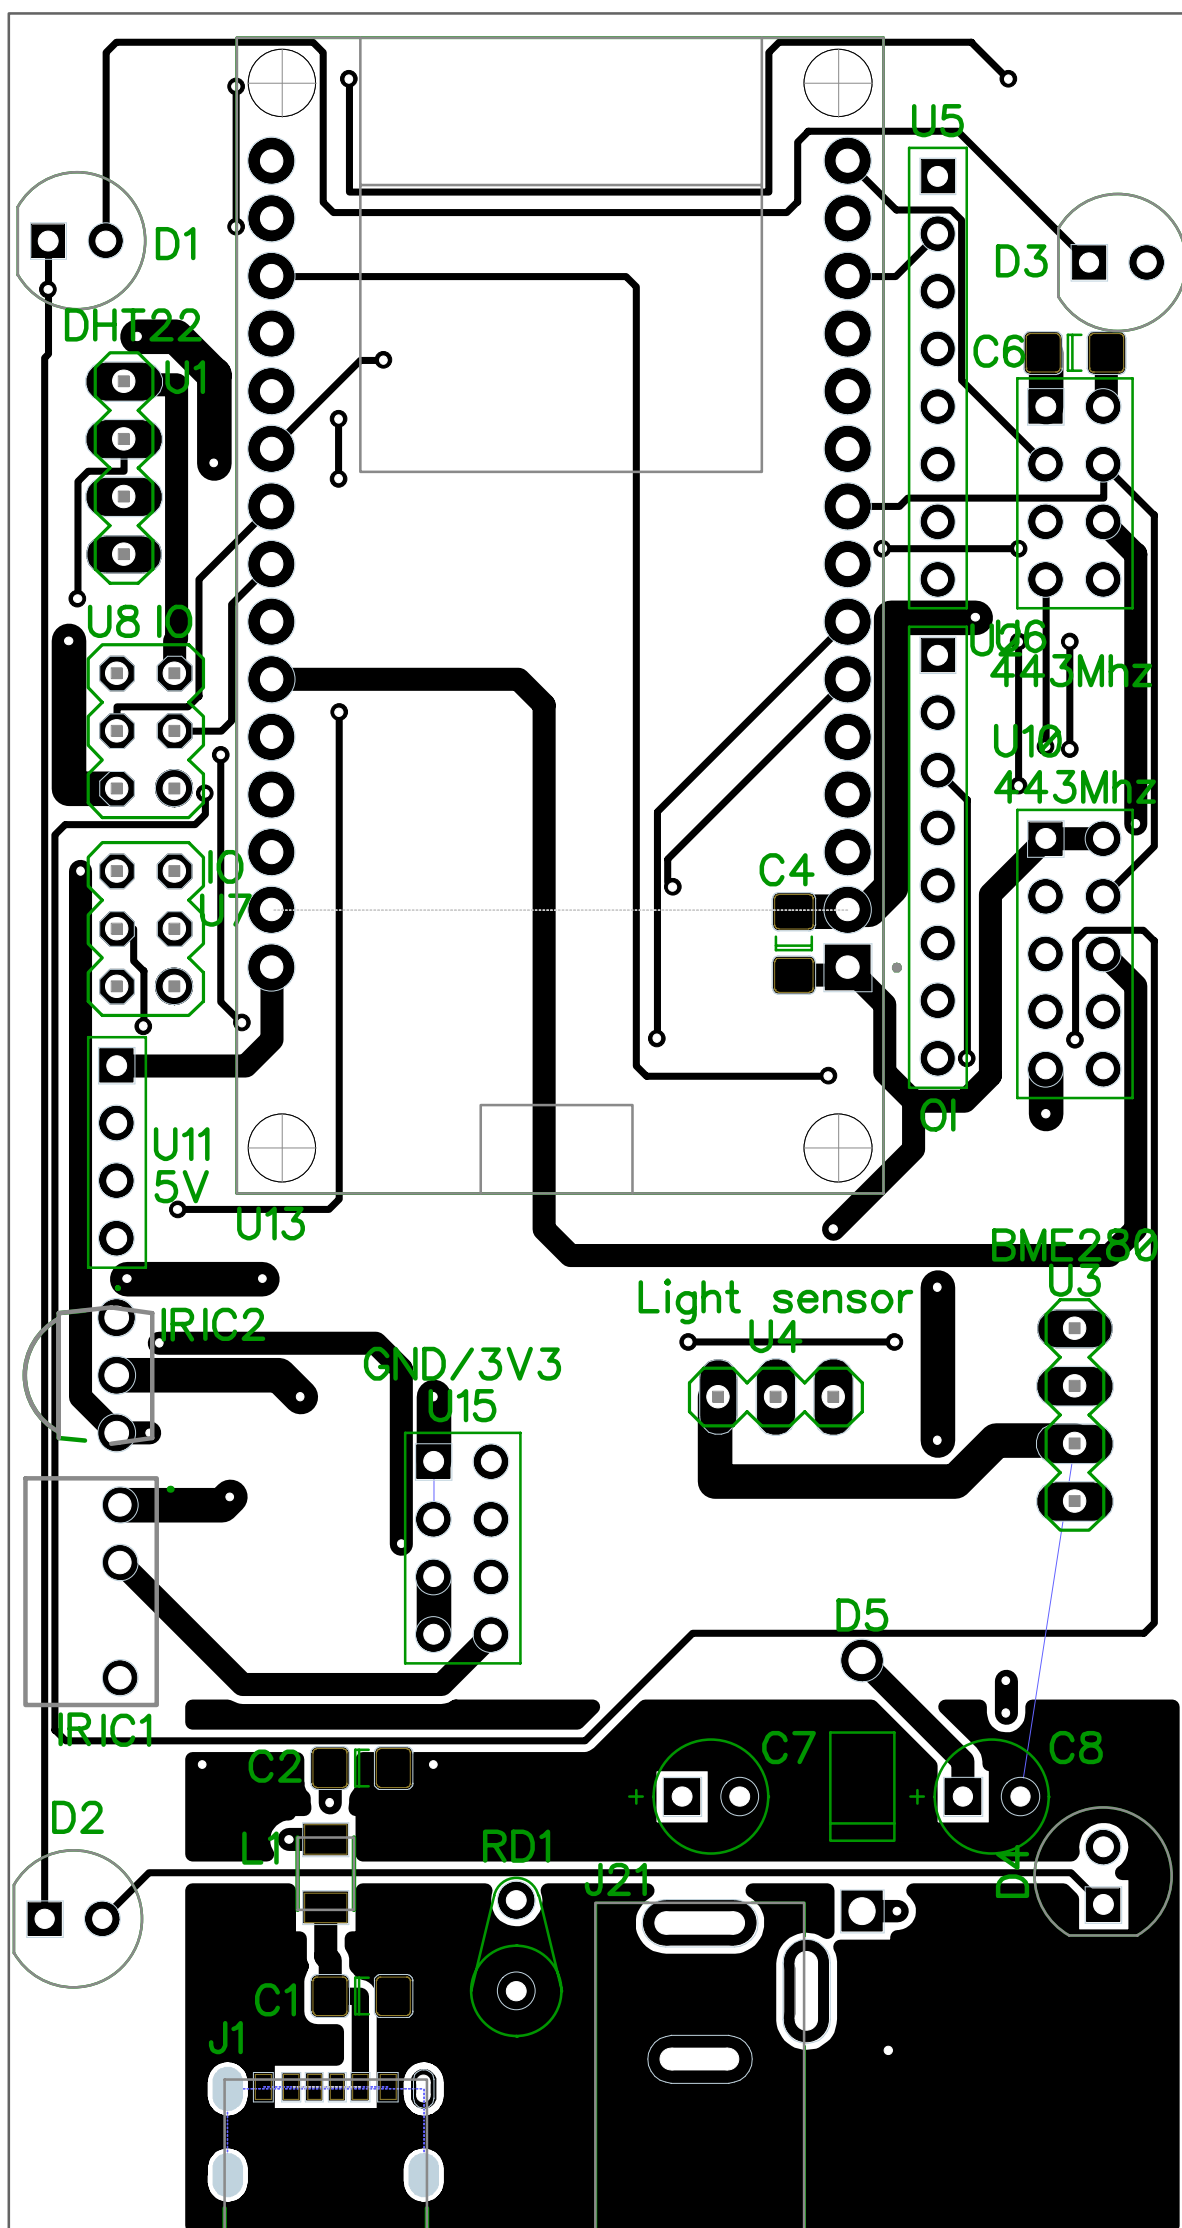 U5
D1
D3
DHT22
U1
C6
U8 IO
U2
U6
443Mhz
U10
443Mhz
IO
U7
C4
IO
U11
5V
U13
BME280
U3
Light sensor
U4
IRIC2
GND/3V3
U15
D5
IRIC1
C2
C7
C8
+
+
D2
L1
RD1
J21
D4
C1
J1